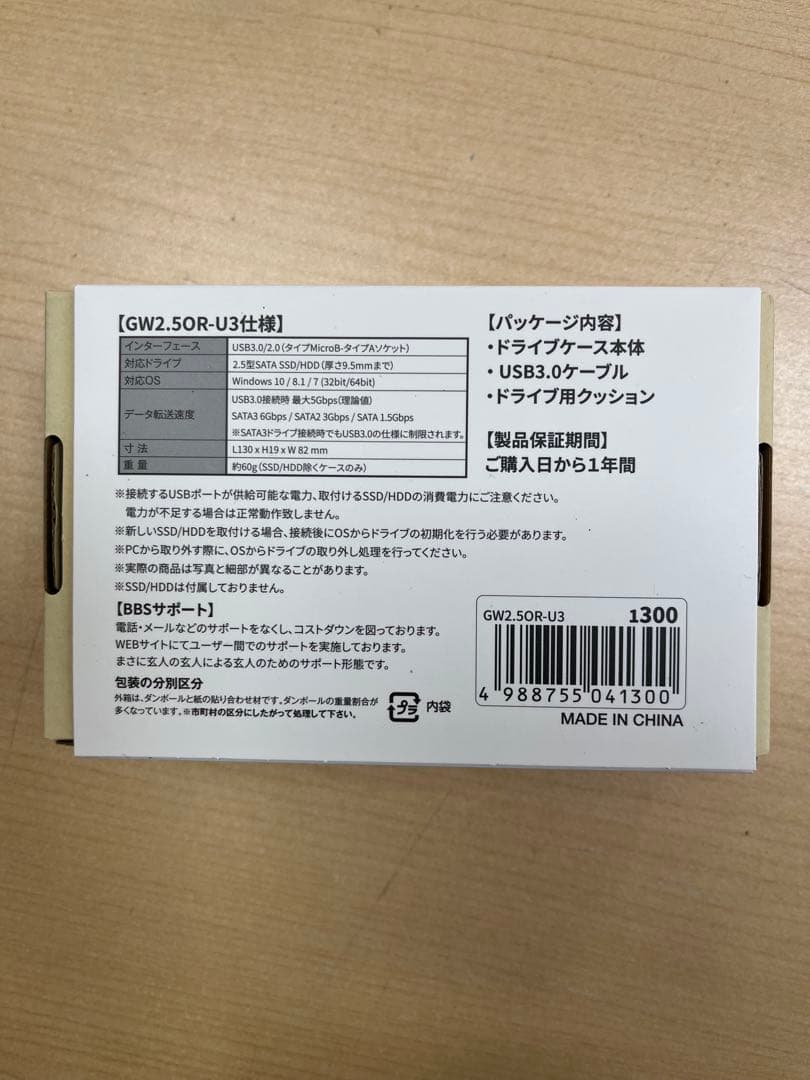 【GW2.5OR-U3仕様】
インターフェース USB3.0/2.0（タイプMicroB-タイプAソケット）
対応ドライブ 2.5型SATA SSD/HDD（厚さ9.5mmまで）
対応OS Windows 10 / 8.1 / 7 (32bit/64bit)
データ転送速度 USB3.0接続時 最大5Gbps（理論値）
SATA3 6Gbps / SATA2 3Gbps / SATA 1.5Gbps
※SATA3ドライブ接続時でもUSB3.0の仕様に制限されます。
寸法 L130 x H19 x W 82 mm
重量 約60g（SSD/HDD除くケースのみ）
【パッケージ内容】
・ドライブケース本体
・USB3.0ケーブル
・ドライブ用クッション
【製品保証期間】
ご購入日から1年間
※接続するUSBポートが供給可能な電力、取付けるSSD/HDDの消費電力にご注意ください。
電力が不足する場合は正常動作致しません。
※新しいSSD/HDDを取付ける場合、接続後にOSからドライブの初期化を行う必要があります。
※PCから取り外す際に、OSからドライブの取り外し処理を行ってください。
※実際の商品は写真と細部が異なることがあります。
※SSD/HDDは付属しておりません。
【BBSサポート】
電話・メールなどのサポートをなくし、コストダウンを図っております。
WEBサイトにてユーザー間でのサポートを実施しております。
まさに玄人の玄人による玄人のためのサポート形態です。
包装の分別区分
外箱は、ダンボールと紙の貼り合わせ材です。ダンボールの重量割合が
多くなっています。※市町村の区分にしたがって処理して下さい。
プラ 内袋
GW2.5OR-U3 1300
4 988755 041300
MADE IN CHINA